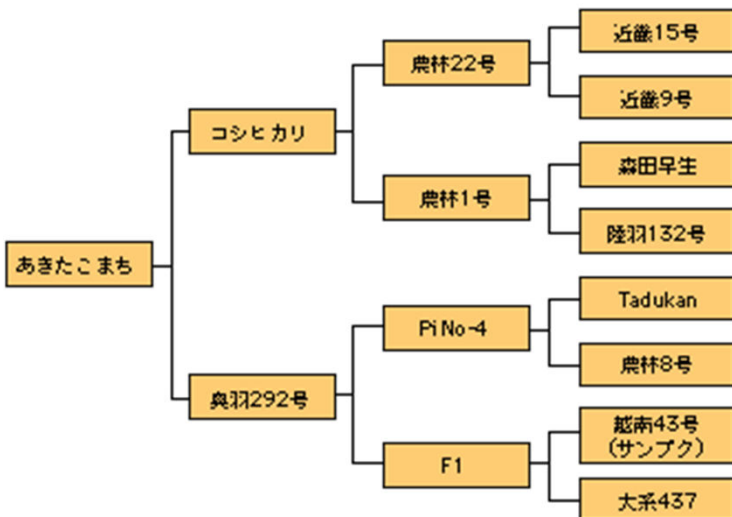 あきたこまち
コシヒカリ
奥羽292号
農林22号
農林1号
PiNo-4
F1
近畿15号
近畿9号
森田早生
陸羽132号
Tadukan
農林8号
越南43号
(サンプク)
大系437